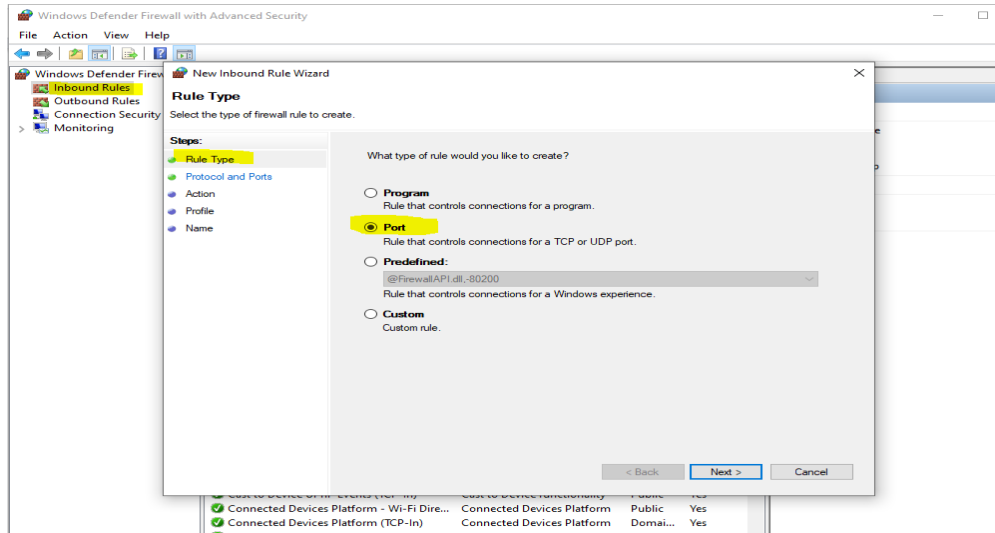 Windows Defender Firewall with Advanced Security
File Action View Help
Windows Defender Firew
Inbound Rules
Outbound Rules
Connection Security
Monitoring
New Inbound Rule Wizard
Rule Type
Select the type of firewall rule to create.
Steps:
Rule Type
Protocol and Ports
Action
Profile
Name
What type of rule would you like to create?
Program
Rule that controls connections for a program.
Port
Rule that controls connections for a TCP or UDP port.
Predefined:
@FirewallAPI.dll,-80200
Rule that controls connections for a Windows experience.
Custom
Custom rule.
< Back Next > Cancel
Connected Devices Platform - Wi-Fi Dire... Connected Devices Platform Public Yes
Connected Devices Platform (TCP-In) Connected Devices Platform Domai... Yes